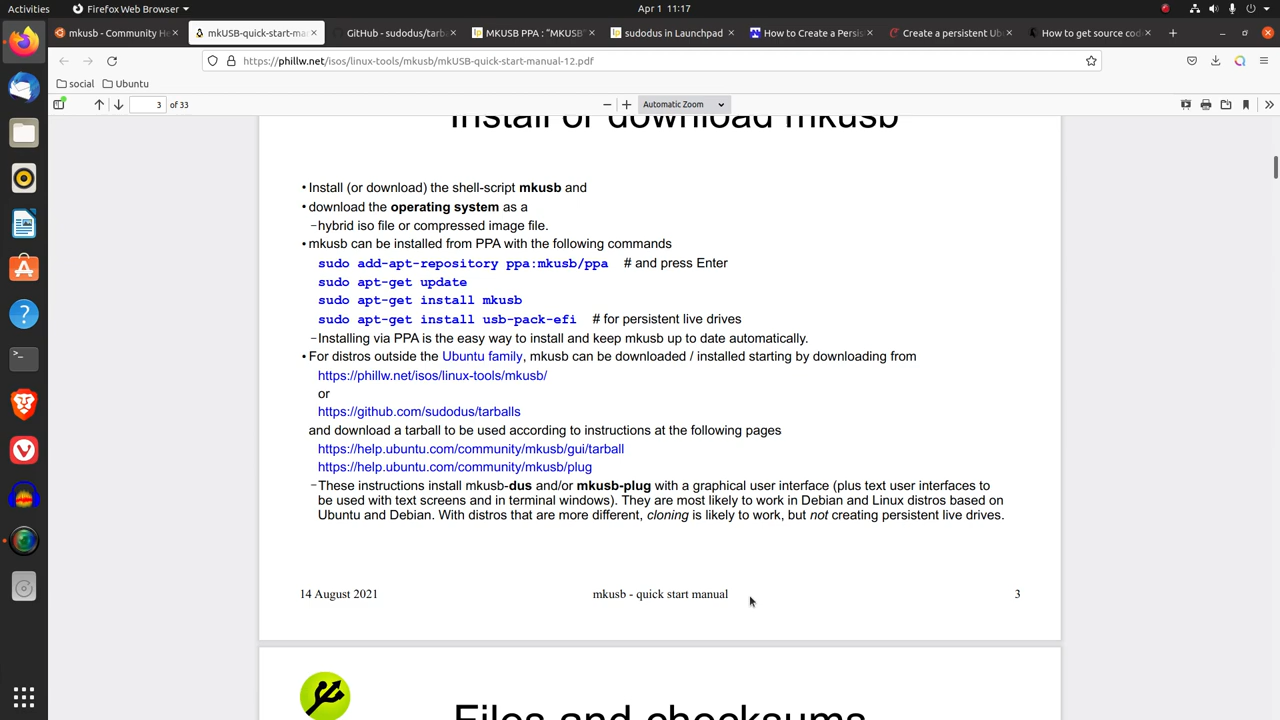 Activities
Firefox Web Browser
Apr 1 11:17
mkusb - Community He
mkUSB-quick-start-ma
GitHub - sudodus/tarb
MKUSB PPA : "MKUSB"
sudodus in Launchpad
How to Create a Persis
Create a persistent Ub
How to get source cod
https://phillw.net/isos/linux-tools/mkusb/mkUSB-quick-start-manual-12.pdf
social
Ubuntu
3 of 33
Automatic Zoom
Install or download mkusb
• Install (or download) the shell-script mkusb and
• download the operating system as a
–hybrid iso file or compressed image file.
• mkusb can be installed from PPA with the following commands
sudo add-apt-repository ppa:mkusb/ppa # and press Enter
sudo apt-get update
sudo apt-get install mkusb
sudo apt-get install usb-pack-efi # for persistent live drives
–Installing via PPA is the easy way to install and keep mkusb up to date automatically.
• For distros outside the Ubuntu family, mkusb can be downloaded / installed starting by downloading from
https://phillw.net/isos/linux-tools/mkusb/
or
https://github.com/sudodus/tarballs
and download a tarball to be used according to instructions at the following pages
https://help.ubuntu.com/community/mkusb/gui/tarball
https://help.ubuntu.com/community/mkusb/plug
–These instructions install mkusb-dus and/or mkusb-plug with a graphical user interface (plus text user interfaces to
be used with text screens and in terminal windows). They are most likely to work in Debian and Linux distros based on
Ubuntu and Debian. With distros that are more different, cloning is likely to work, but not creating persistent live drives.
14 August 2021
mkusb - quick start manual
3
Files and checksums